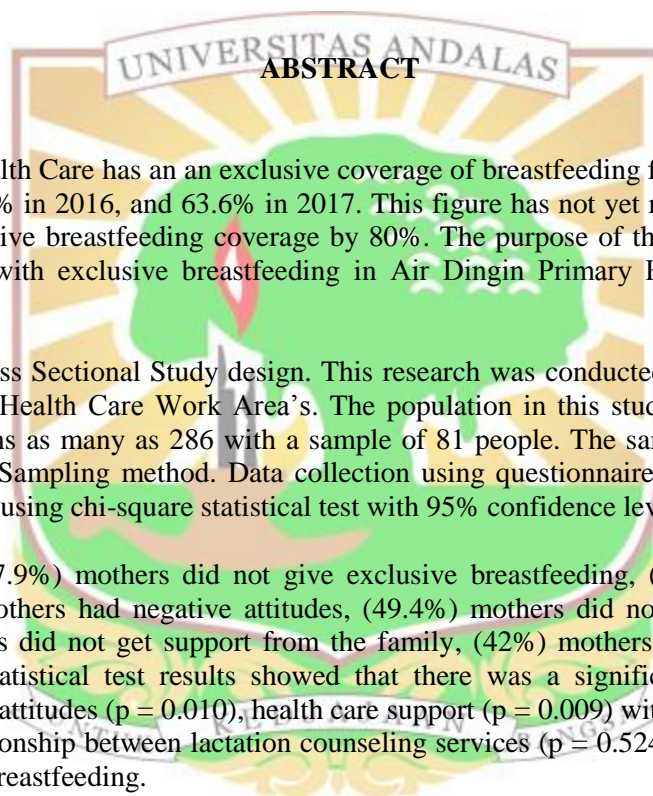 UNIVERSITAS ANDALAS
ABSTRACT
alth Care has an an exclusive coverage of breastfeeding f
% in 2016, and 63.6% in 2017. This figure has not yet
ive breastfeeding coverage by 80%. The purpose of th
with exclusive breastfeeding in Air Dingin Primary H
ss Sectional Study design. This research was conducted
Health Care Work Area's. The population in this stud
ns as many as 286 with a sample of 81 people. The sa
Sampling method. Data collection using questionnaire
using chi-square statistical test with 95% confidence lev
7.9%) mothers did not give exclusive breastfeeding, (
others had negative attitudes, (49.4%) mothers did no
s did not get support from the family, (42%) mothers
atistical test results showed that there was a signific
attitudes (p = 0.010), health care support (p = 0.009) wit
onship between lactation counseling services (p = 0.524
reastfeeding.